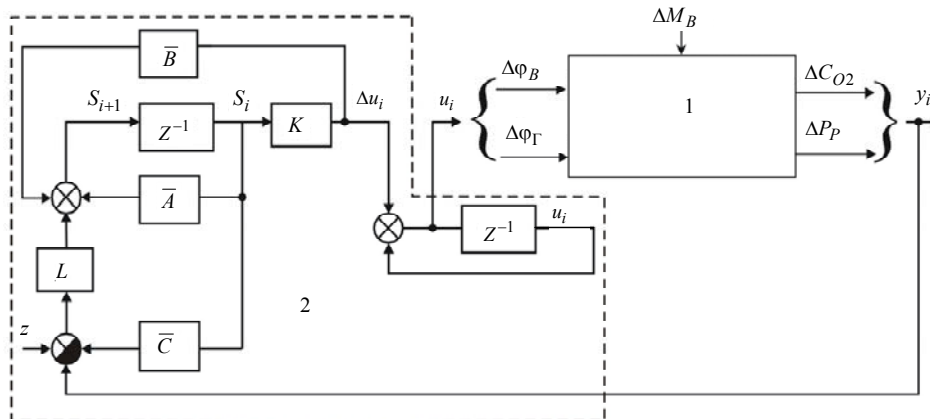 ΔM_B
B̅
S_{i+1}
S_i
Δu_i
u_i
Δφ_B
ΔC_{O2}
y_i
Z⁻¹
K
1
Δφ_Γ
ΔP_P
A̅
Z⁻¹
u_i
L
2
z
C̅